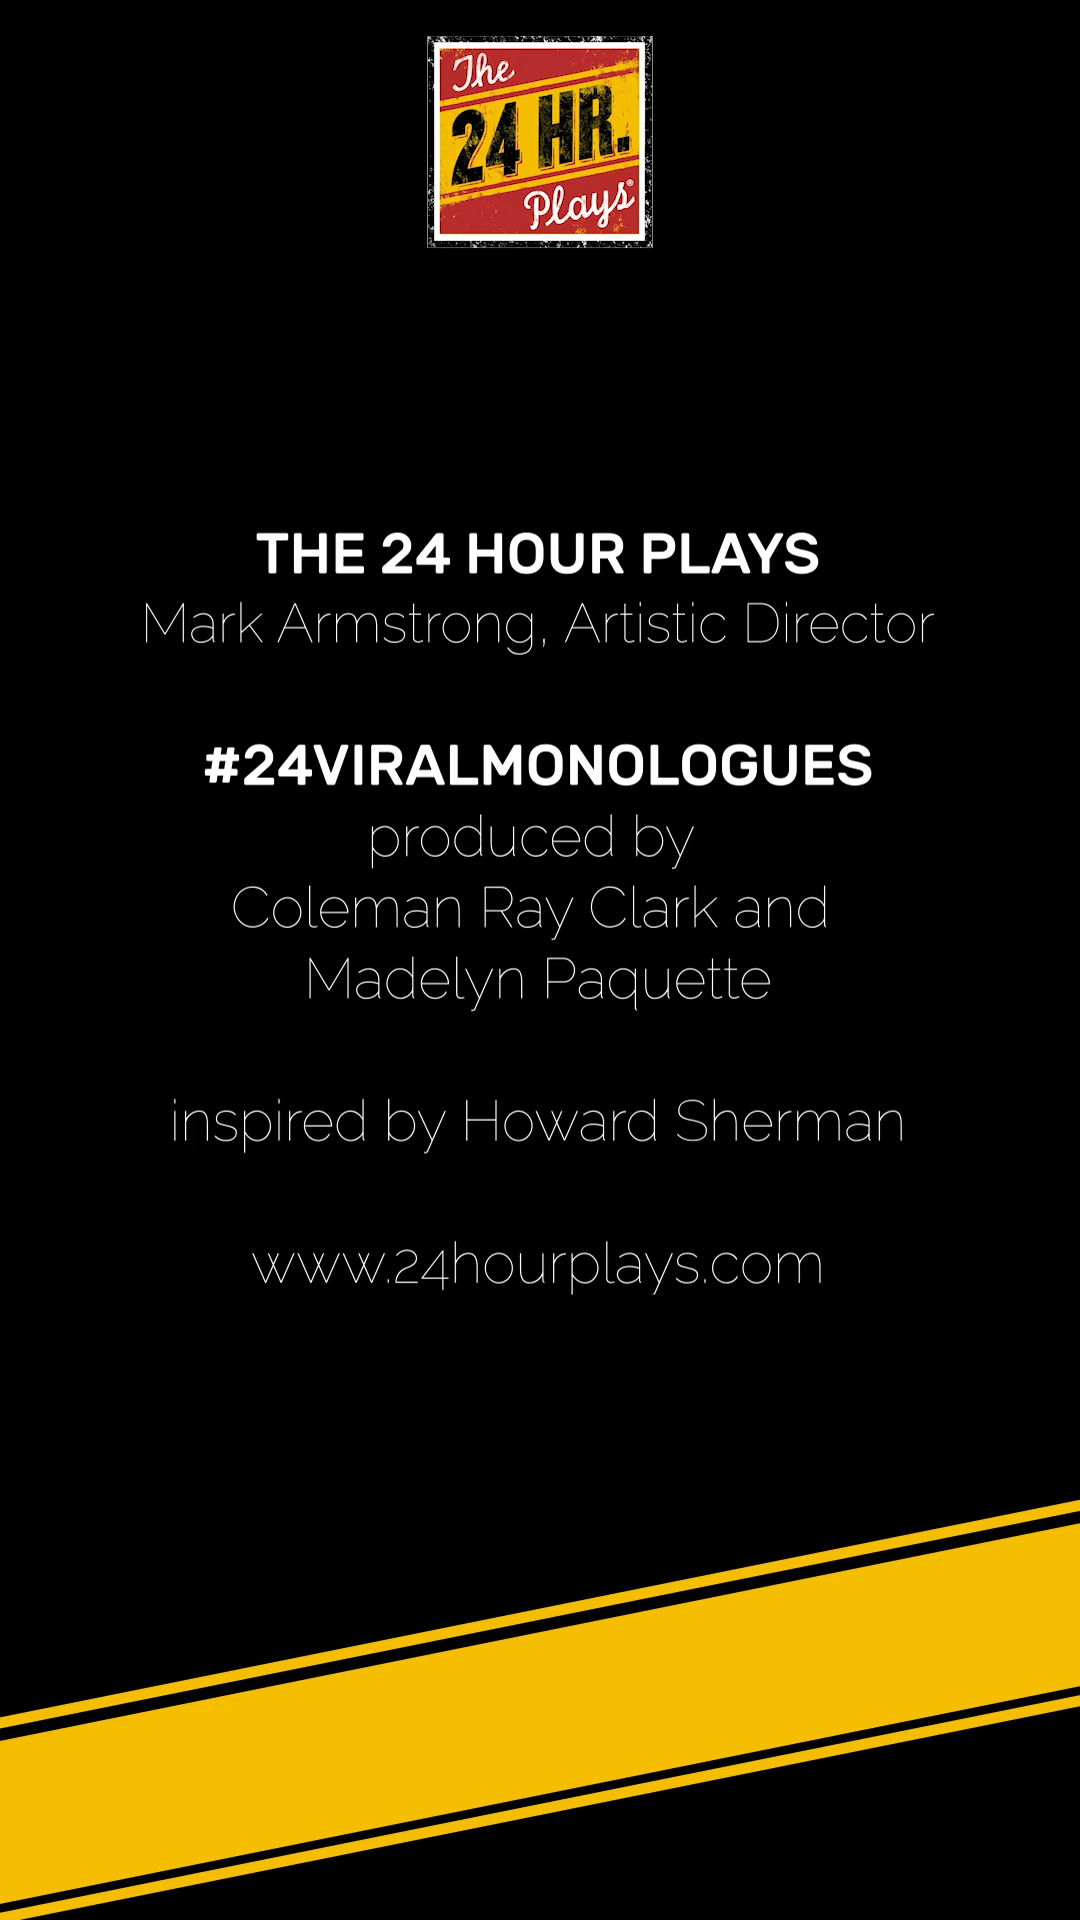 The
24 HR.
Plays®
THE 24 HOUR PLAYS
Mark Armstrong, Artistic Director
#24VIRALMONOLOGUES
produced by
Coleman Ray Clark and
Madelyn Paquette
inspired by Howard Sherman
www.24hourplays.com